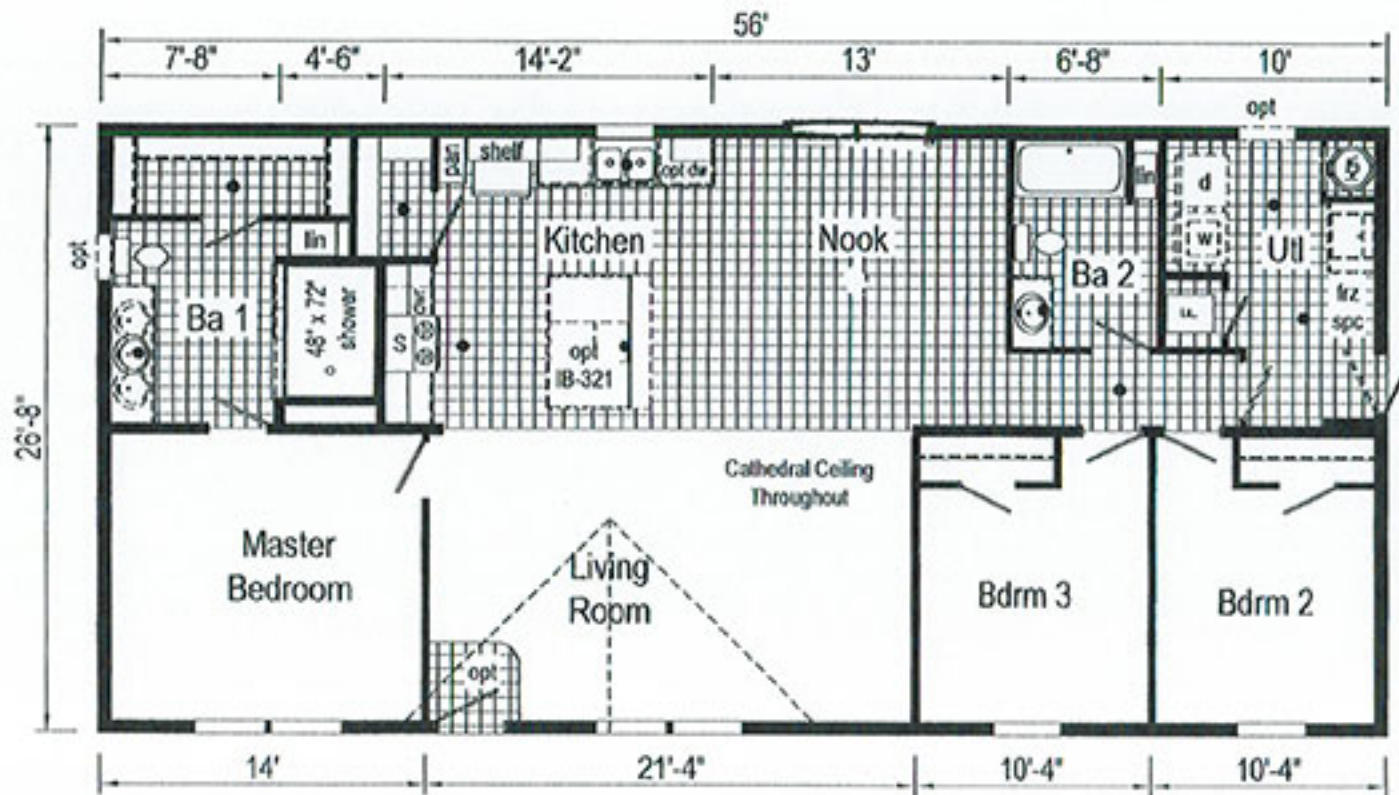 56'
7'-8"
4'-6"
14'-2"
13'
6'-8"
10'
opt
pan
shelf
opt dw
lin
d
w
Utl
lin
Kitchen
Nook
Ba 2
opt
Ba 1
48" x 72"
shower
S
opt
IB-321
frz
spc
26'-8"
Cathedral Ceiling
Throughout
Master
Bedroom
Living
Room
Bdrm 3
Bdrm 2
opt
14'
21'-4"
10'-4"
10'-4"